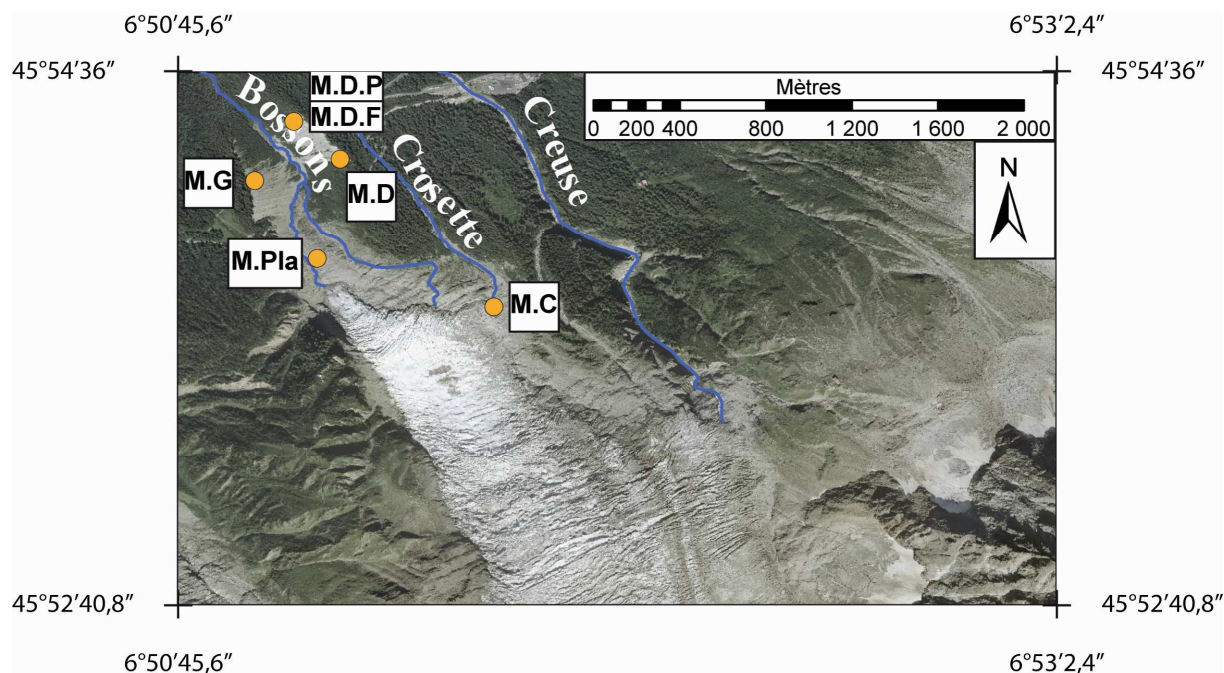 6°50'45,6"
6°53'2,4"
45°54'36"
45°54'36"
Mètres
0 200 400 800 1200 1 600 2 000
N
M.D.P
M.D.F
Bossons
Crosette
Creuse
M.G
M.D
M.Pla
M.C
45°52'40,8"
45°52'40,8"
6°50'45,6"
6°53'2,4"